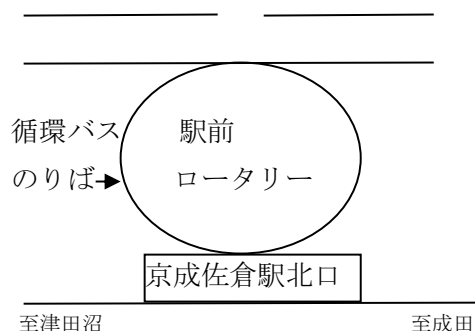 循環バス
のりば
駅前
ロータリー
京成佐倉駅北口
至津田沼
至成田